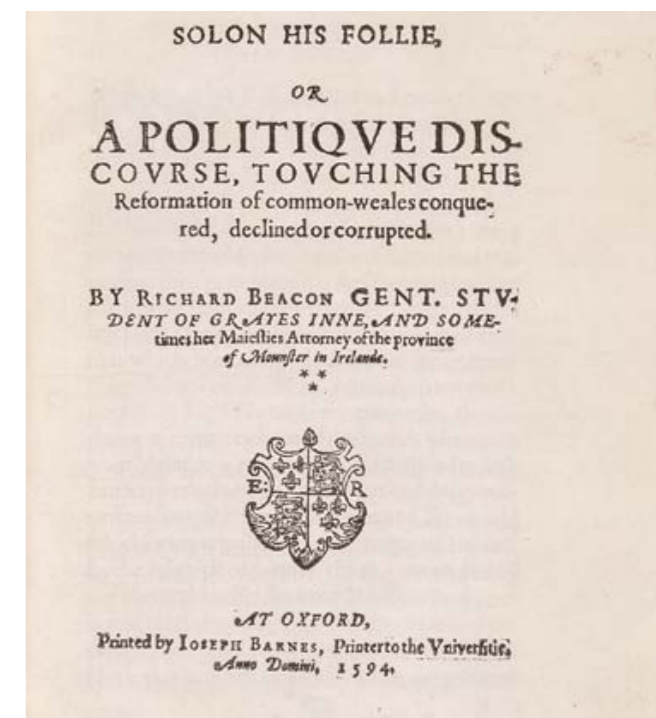 SOLON HIS FOLLIE,
OR
A POLITIQVE DIS-
COVRSE, TOVCHING THE
Reformation of common-weales conque-
red, declined or corrupted.
BY RICHARD BEACON GENT. STV-
DENT OF GRAYES INNE, AND SOME-
times her Maiesties Attorney of the province
of Mounster in Irelande.
* *
*
E: R
AT OXFORD,
Printed by IOSEPH BARNES, Printer to the Vniversitie,
Anno Domini, 1594.